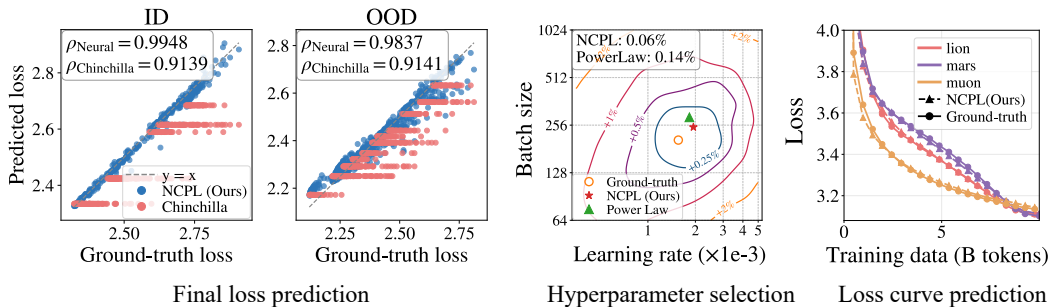 ID
ρNeural = 0.9948
ρChinchilla = 0.9139
Predicted loss
2.8
2.6
2.4
y = x
NCPL (Ours)
Chinchilla
2.50
2.75
Ground-truth loss
OOD
ρNeural = 0.9837
ρChinchilla = 0.9141
2.8
2.6
2.4
2.2
2.25
2.50
2.75
Ground-truth loss
Final loss prediction
NCPL: 0.06%
PowerLaw: 0.14%
Batch size
1024
512
256
128
64
+2%
+1%
+0.5%
+0.25%
+2%
Ground-truth
NCPL (Ours)
Power Law
1
2
3
4
5
Learning rate (×1e-3)
Hyperparameter selection
Loss
4.0
3.8
3.6
3.4
3.2
lion
mars
muon
NCPL(Ours)
Ground-truth
5
Training data (B tokens)
Loss curve prediction